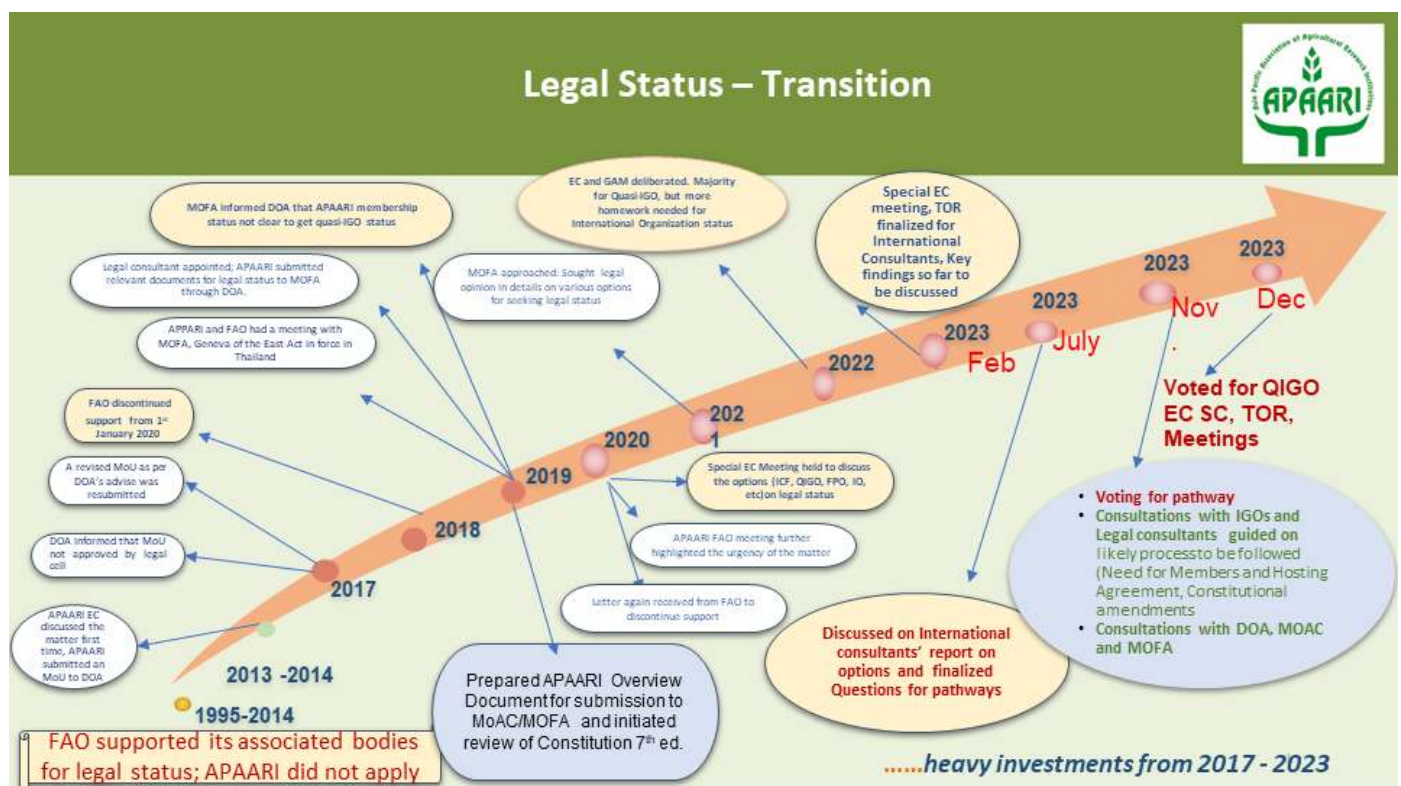 Legal Status – Transition
Asia Pacific Association of Agricultural Research Institutions
APAARI
MOFA informed DOA that APAARI membership
status not clear to get quasi-IGO status
Legal consultant appointed; APAARI submitted
relevant documents for legal status to MOFA
through DOA.
APPARI and FAO had a meeting with
MOFA, Geneva of the East Act in force in
Thailand
FAO discontinued
support from 1st
January 2020
A revised MoU as per
DOA's advise was
resubmitted
DOA informed that MoU
not approved by legal
cell
APAARI EC
discussed the
matter first
time, APAARI
submitted an
MoU to DOA
EC and GAM deliberated. Majority
for Quasi-IGO, but more
homework needed for
International Organization status
MOFA approached: Sought legal
opinion in details on various options
for seeking legal status
Special EC
meeting, TOR
finalized for
International
Consultants, Key
findings so far to
be discussed
1995-2014
2013 -2014
2017
2018
2019
2020
202
1
2022
2023
Feb
2023
July
2023
Nov
.
2023
Dec
Special EC Meeting held to discuss
the options (ICF, QIGO, FPO, IO,
etc)on legal status
APAARI FAO meeting further
highlighted the urgency of the matter
Letter again received from FAO to
discontinue support
Prepared APAARI Overview
Document for submission to
MoAC/MOFA and initiated
review of Constitution 7th ed.
Discussed on International
consultants' report on
options and finalized
Questions for pathways
Voted for QIGO
EC SC, TOR,
Meetings
• Voting for pathway
• Consultations with IGOs and
Legal consultants guided on
likely processto be followed
(Need for Members and Hosting
Agreement, Constitutional
amendments
• Consultations with DOA, MOAC
and MOFA
FAO supported its associated bodies
for legal status; APAARI did not apply
......heavy investments from 2017 - 2023